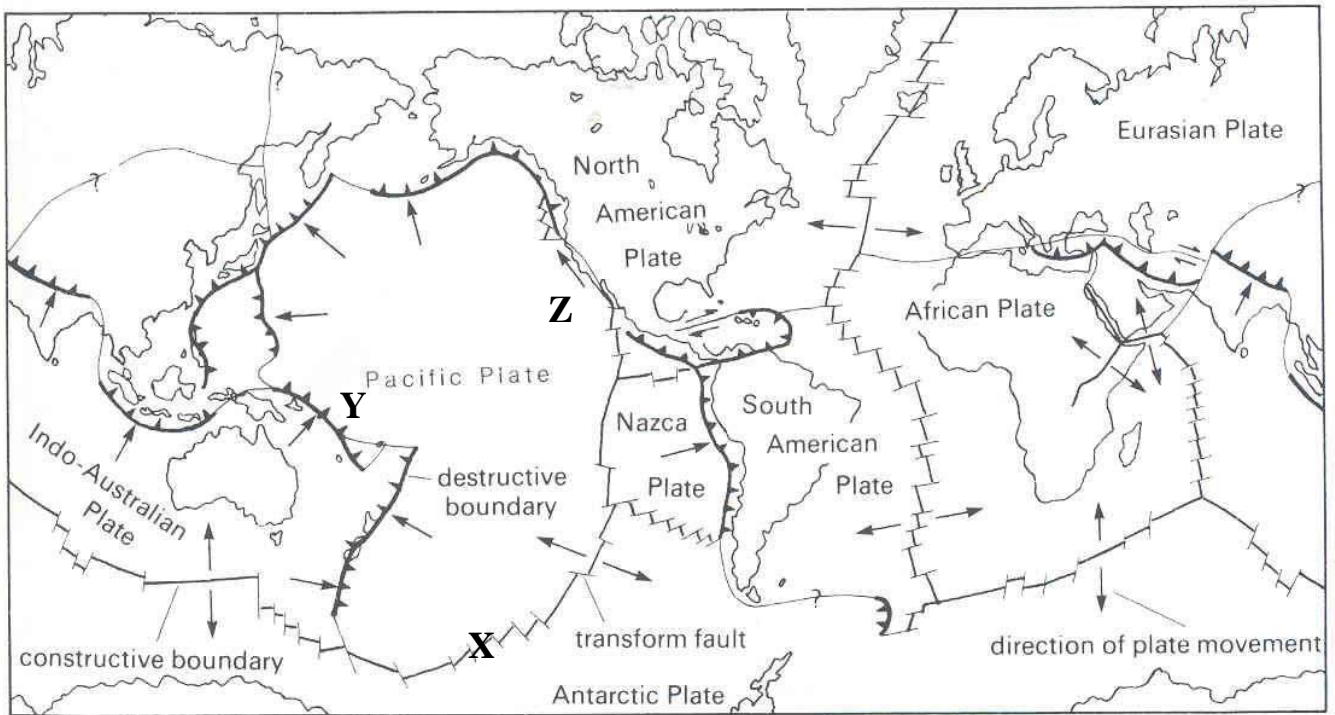 ?
?
North
American
Plate
Eurasian Plate
?
African Plate
Z
Pacific Plate
Y
Nazca
Plate
South
American
Plate
Indo-Australian
Plate
destructive
boundary
X
transform fault
?
constructive boundary
direction of plate movement
Antarctic Plate